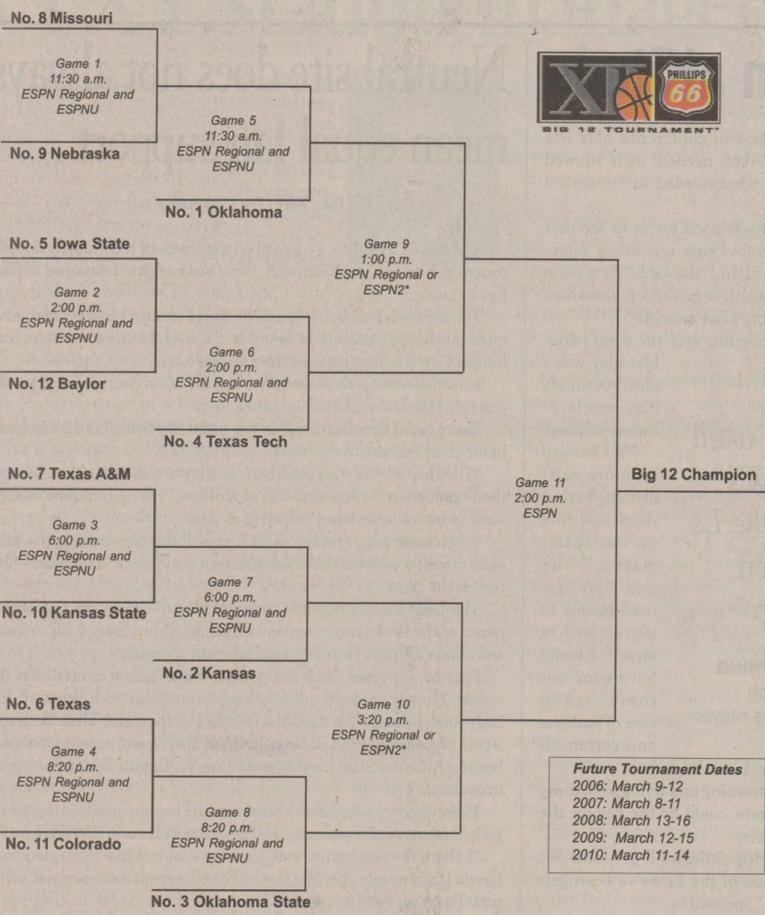 No. 8 Missouri
Game 1
11:30 a.m.
ESPN Regional and
ESPNU
No. 9 Nebraska
Game 5
11:30 a.m.
ESPN Regional and
ESPNU
No. 1 Oklahoma
No. 5 Iowa State
Game 2
2:00 p.m.
ESPN Regional and
ESPNU
No. 12 Baylor
Game 6
2:00 p.m.
ESPN Regional and
ESPNU
No. 4 Texas Tech
Game 9
1:00 p.m.
ESPN Regional or
ESPN2*
No. 7 Texas A&M
Game 3
6:00 p.m.
ESPN Regional and
ESPNU
No. 10 Kansas State
Game 7
6:00 p.m.
ESPN Regional and
ESPNU
No. 2 Kansas
No. 6 Texas
Game 4
8:20 p.m.
ESPN Regional and
ESPNU
No. 11 Colorado
Game 8
8:20 p.m.
ESPN Regional and
ESPNU
No. 3 Oklahoma State
Game 10
3:20 p.m.
ESPN Regional or
ESPN2*
Game 11
2:00 p.m.
ESPN
Big 12 Champion
XII
PHILLIPS
66
BIG 12 TOURNAMENT™
Future Tournament Dates
2006: March 9-12
2007: March 8-11
2008: March 13-16
2009: March 12-15
2010: March 11-14